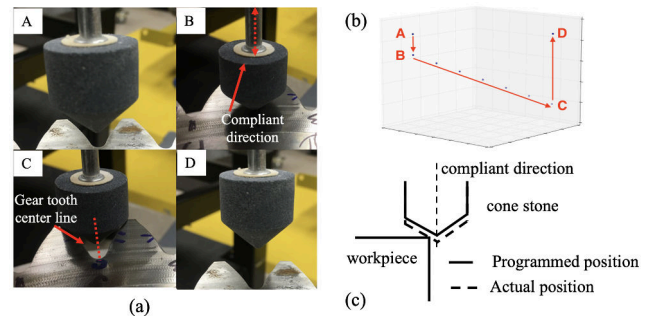 A
B
Compliant
direction
C
Gear tooth
center line
D
(a)
(b)
A
B
D
C
compliant direction
cone stone
workpiece
Programmed position
Actual position
(c)